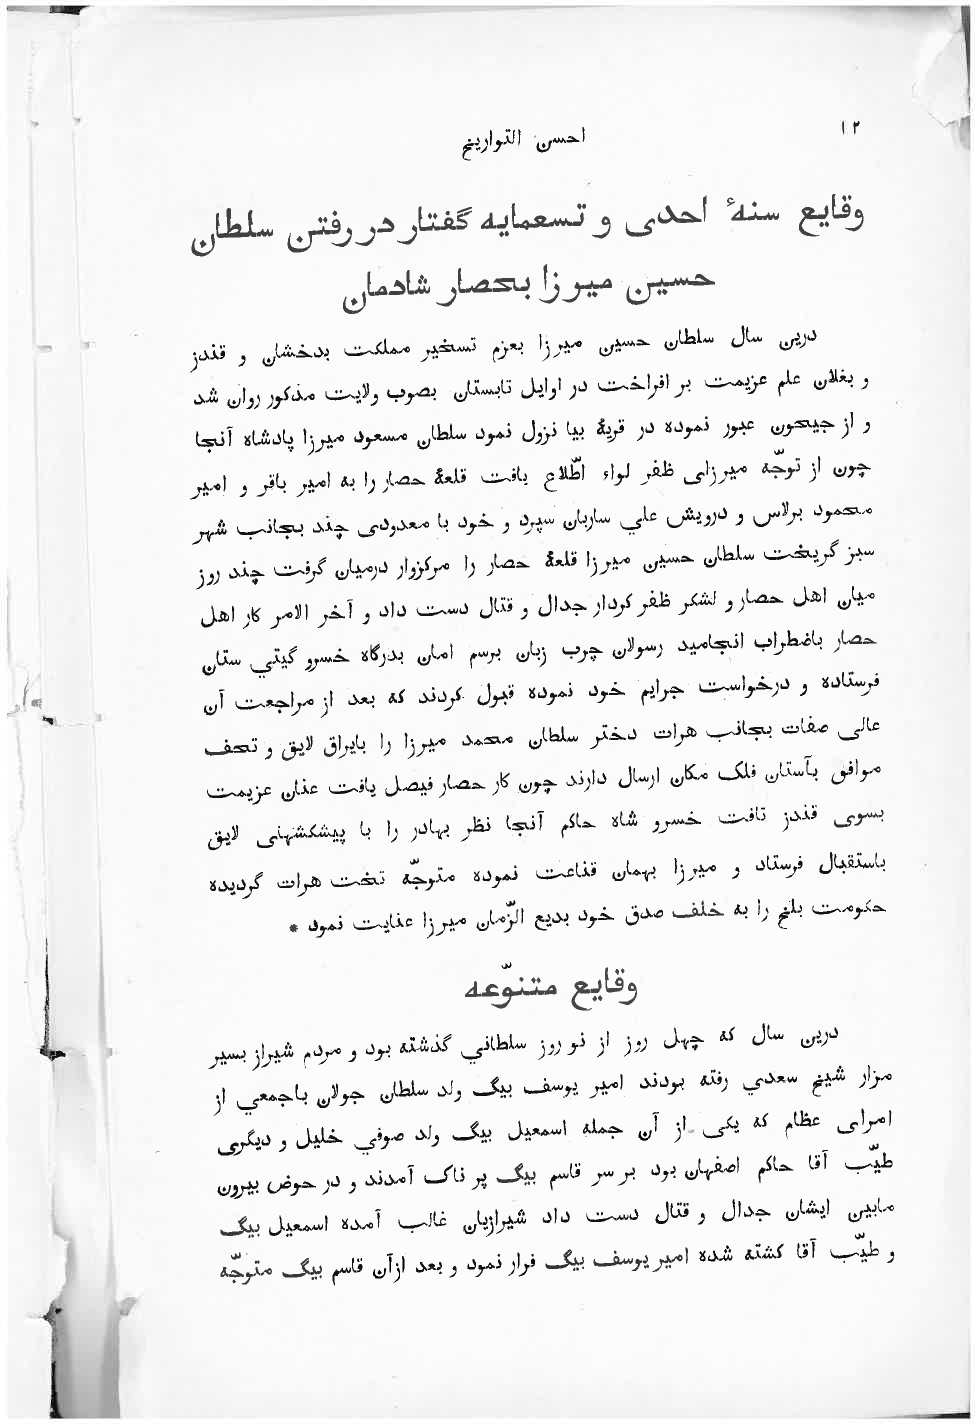 ١٢
احسن التواریخ
وقایع سنهٔ احدی و تسعمایه گفتار در رفتن سلطان
حسین میرزا بحصار شادمان
درین سال سلطان حسین میرزا بعزم تسخیر مملکت بدخشان و قندز
و بغلان علم عزیمت بر افراخت در اوایل تابستان بصوب ولایت مذکور روان شد
و از جیحون عبور نموده در قریهٔ بیا نزول نمود سلطان مسعود میرزا پادشاه آنجا
چون از توجّه میرزای ظفر لواء اطّلاع یافت قلعهٔ حصار را به امیر باقر و امیر
محمود برلاس و درویش علي ساربان سپرد و خود با معدودی چند بجانب شهر
سبز گریخت سلطان حسین میرزا قلعهٔ حصار را مرکزوار درمیان گرفت چند روز
میان اهل حصار و لشکر ظفر کردار جدال و قتال دست داد و آخر الامر کار اهل
حصار باضطراب انجامید رسولان چرب زبان برسم امان بدرگاه خسرو گیتي ستان
فرستاده و درخواست جرایم خود نموده قبول کردند که بعد از مراجعت آن
عالی صفات بجانب هرات دختر سلطان محمد میرزا را بایراق لایق و تحف
موافق بآستان فلک مکان ارسال دارند چون کار حصار فیصل یافت عنان عزیمت
بسوی قندز تافت خسرو شاه حاکم آنجا نظر بهادر را با پیشکشهای لایق
باستقبال فرستاد و میرزا بهمان قناعت نموده متوجّه تخت هرات گردیده
حکومت بلخ را به خلف صدق خود بدیع الزّمان میرزا عنایت نمود *
وقایع متنوّعه
درین سال که چهل روز از نو روز سلطاني گذشته بود و مردم شیراز بسیر
مزار شیخ سعدي رفته بودند امیر یوسف بیگ ولد سلطان جولان باجمعي از
امرای عظام که یکی از آن جمله اسمعیل بیگ ولد صوفي خلیل و دیگری
طیّب آقا حاکم اصفهان بود بر سر قاسم بیگ پر ناک آمدند و در حوض بیرون
مابین ایشان جدال و قتال دست داد شیرازیان غالب آمده اسمعیل بیگ
و طیّب آقا کشته شده امیر یوسف بیگ فرار نمود و بعد ازآن قاسم بیگ متوجّه